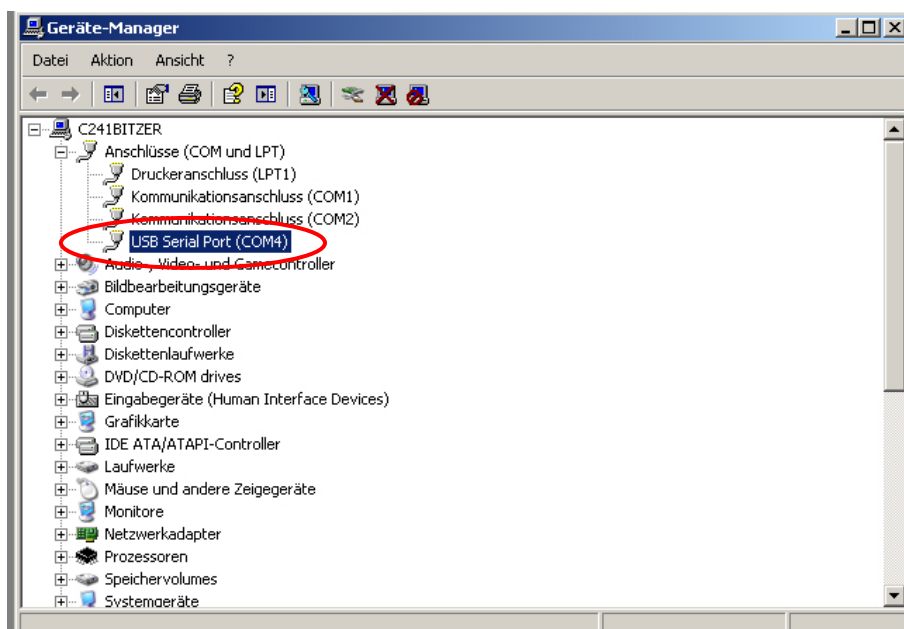 Geräte-Manager
Datei Aktion Ansicht ?
C241BITZER
Anschlüsse (COM und LPT)
Druckeranschluss (LPT1)
Kommunikationsanschluss (COM1)
Kommunikationsanschluss (COM2)
USB Serial Port (COM4)
Audio-, Video- und Gamecontroller
Bildbearbeitungsgeräte
Computer
Diskettencontroller
Diskettenlaufwerke
DVD/CD-ROM drives
Eingabegeräte (Human Interface Devices)
Grafikkarte
IDE ATA/ATAPI-Controller
Laufwerke
Mäuse und andere Zeigegeräte
Monitore
Netzwerkadapter
Prozessoren
Speichervolumes
Systemgeräte